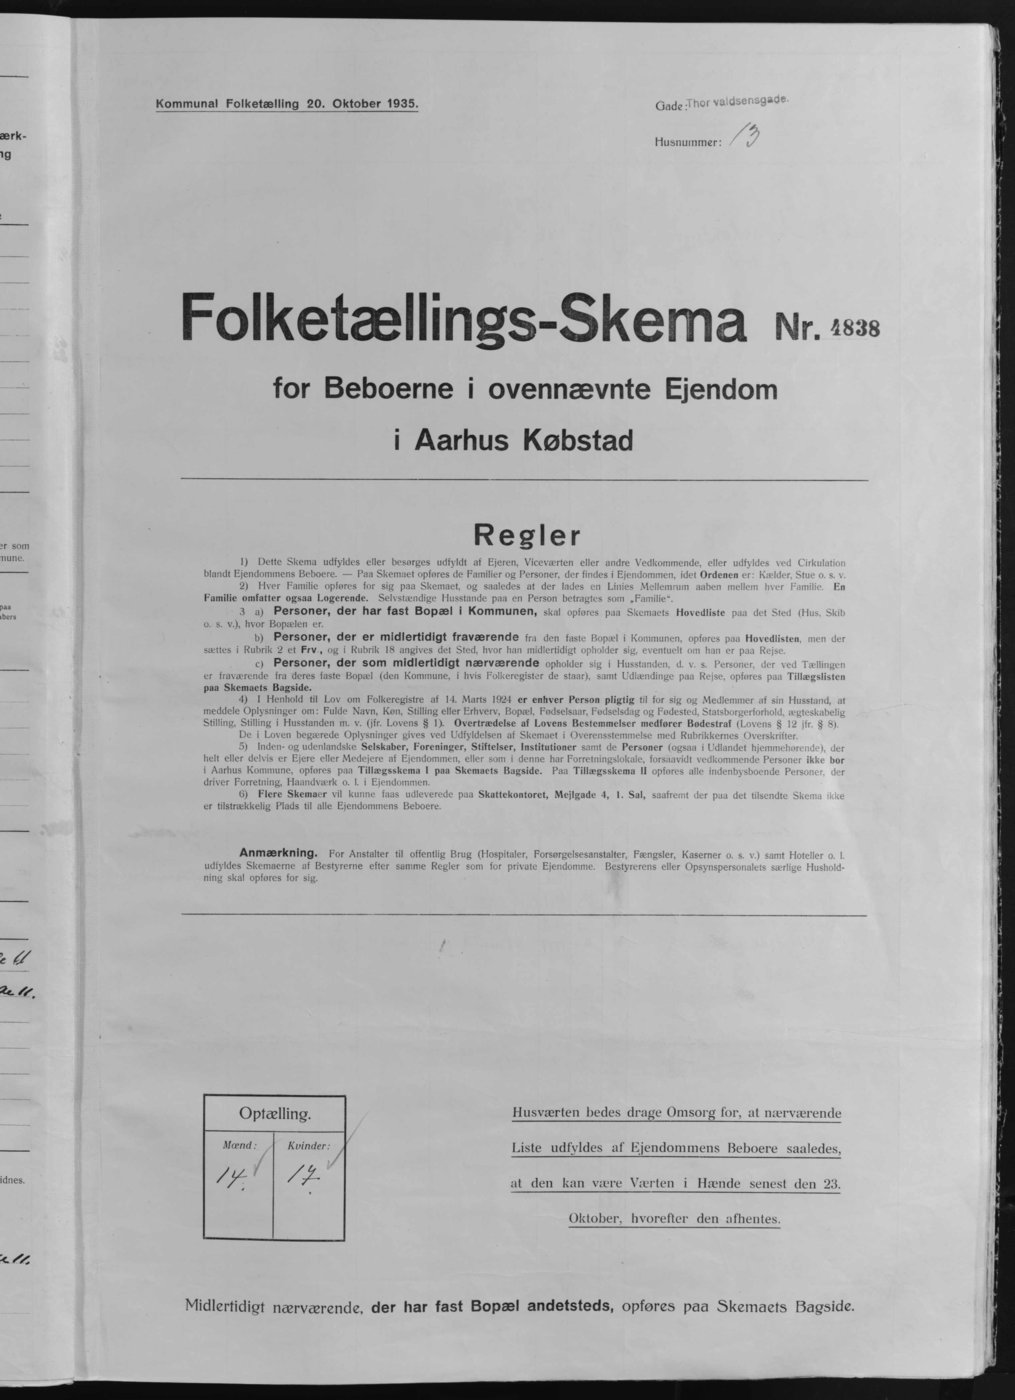 Kommunal Folketælling 20. Oktober 1935.
Gade: Thorvaldsensgade.
Husnummer: 13
Folketællings-Skema Nr. 4838
for Beboerne i ovennævnte Ejendom
i Aarhus Købstad
Regler
1) Dette Skema udfyldes eller besørges udfyldt af Ejeren, Viceværten eller andre Vedkommende, eller udfyldes ved Cirkulation
blandt Ejendommens Beboere. — Paa Skemaet opføres de Familier og Personer, der findes i Ejendommen, idet Ordenen er: Kælder, Stue o. s. v.
2) Hver Familie opføres for sig paa Skemaet, og saaledes at der lades en Linies Mellemrum aaben mellem hver Familie. En
Familie omfatter ogsaa Logerende. Selvstændige Husstande paa en Person betragtes som „Familie“.
3 a) Personer, der har fast Bopæl i Kommunen, skal opføres paa Skemaets Hovedliste paa det Sted (Hus, Skib
o. s. v.), hvor Bopælen er.
b) Personer, der er midlertidigt fraværende fra den faste Bopæl i Kommunen, opføres paa Hovedlisten, men der
sættes i Rubrik 2 et Frv., og i Rubrik 18 angives det Sted, hvor han midlertidigt opholder sig, eventuelt om han er paa Rejse.
c) Personer, der som midlertidigt nærværende opholder sig i Husstanden, d. v. s. Personer, der ved Tællingen
er fraværende fra deres faste Bopæl (den Kommune, i hvis Folkeregister de staar), samt Udlændinge paa Rejse, opføres paa Tillægslisten
paa Skemaets Bagside.
4) I Henhold til Lov om Folkeregistre af 14. Marts 1924 er enhver Person pligtig til for sig og Medlemmer af sin Husstand, at
meddele Oplysninger om: Fulde Navn, Køn, Stilling eller Erhverv, Bopæl, Fødselsaar, Fødselsdag og Fødested, Statsborgerforhold, ægteskabelig
Stilling, Stilling i Husstanden m. v. (jfr. Lovens § 1). Overtrædelse af Lovens Bestemmelser medfører Bødestraf (Lovens § 12 jfr. § 8).
De i Loven begærede Oplysninger gives ved Udfyldelsen af Skemaet i Overensstemmelse med Rubrikkernes Overskrifter.
5) Inden- og udenlandske Selskaber, Foreninger, Stiftelser, Institutioner samt de Personer (ogsaa i Udlandet hjemmehørende), der
helt eller delvis er Ejere eller Medejere af Ejendommen, eller som i denne har Forretningslokale, forsaavidt vedkommende Personer ikke bor
i Aarhus Kommune, opføres paa Tillægsskema I paa Skemaets Bagside. Paa Tillægsskema II opføres alle indenbysboende Personer, der
driver Forretning, Haandværk o. l. i Ejendommen.
6) Flere Skemaer vil kunne faas udleverede paa Skattekontoret, Mejlgade 4, 1. Sal, saafremt der paa det tilsendte Skema ikke
er tilstrækkelig Plads til alle Ejendommens Beboere.
Anmærkning. For Anstalter til offentlig Brug (Hospitaler, Forsørgelsesanstalter, Fængsler, Kaserner o. s. v.) samt Hoteller o. l.
udfyldes Skemaerne af Bestyrerne efter samme Regler som for private Ejendomme. Bestyrerens eller Opsynspersonalets særlige Hushold-
ning skal opføres for sig.
Optælling.
Mænd: Kvinder:
14. 17.
Husværten bedes drage Omsorg for, at nærværende
Liste udfyldes af Ejendommens Beboere saaledes,
at den kan være Værten i Hænde senest den 23.
Oktober, hvorefter den afhentes.
Midlertidigt nærværende, der har fast Bopæl andetsteds, opføres paa Skemaets Bagside.